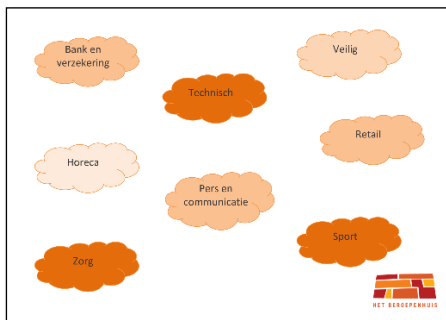 Bank en
verzekering
Veilig
Technisch
Retail
Horeca
Pers en
communicatie
Sport
Zorg
HET BEROEPENHUIS